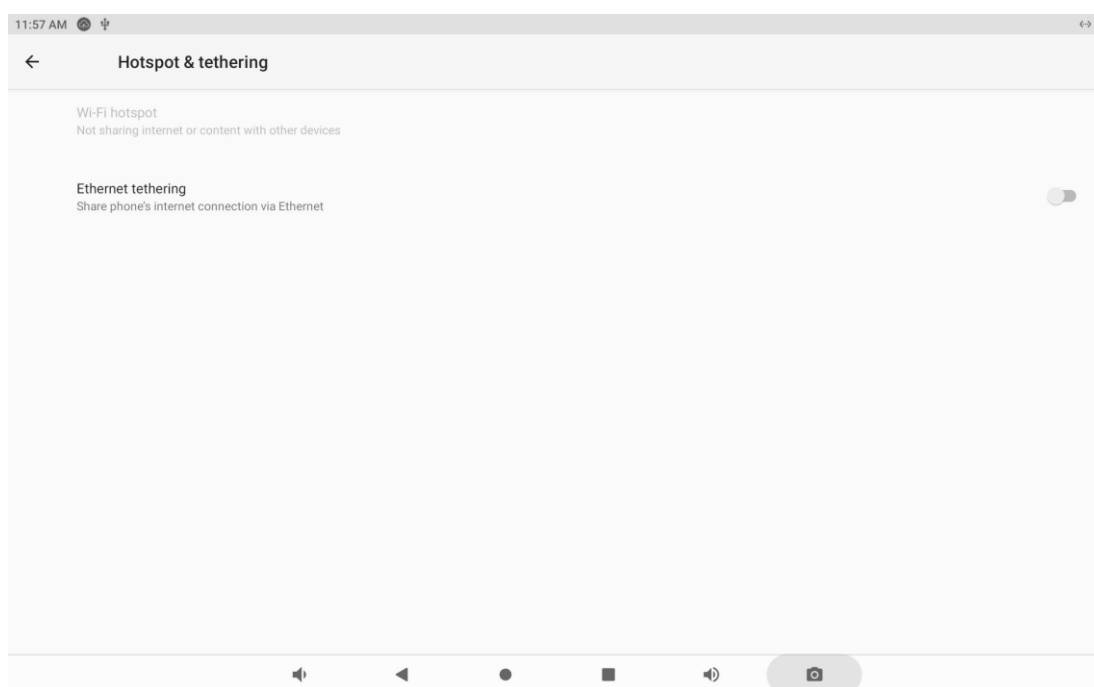 11:57 AM
Hotspot & tethering
Wi-Fi hotspot
Not sharing internet or content with other devices
Ethernet tethering
Share phone's internet connection via Ethernet